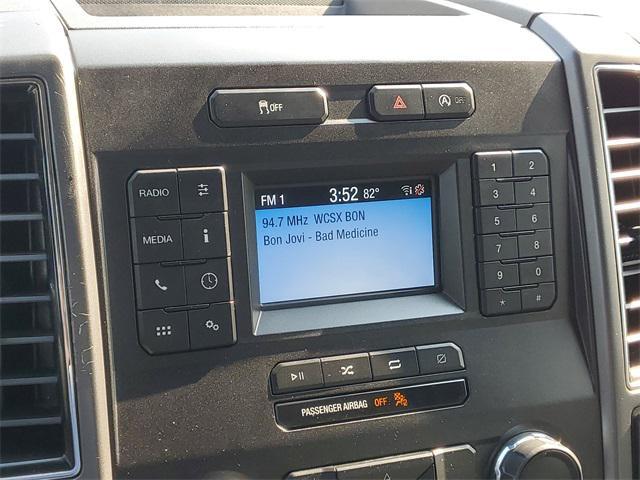 OFF
A OFF
RADIO
MEDIA
i
FM 1 3:52 82°
94.7 MHz WCSX BON
Bon Jovi - Bad Medicine
1 2
3 4
5 6
7 8
9 0
* #
PASSENGER AIRBAG OFF